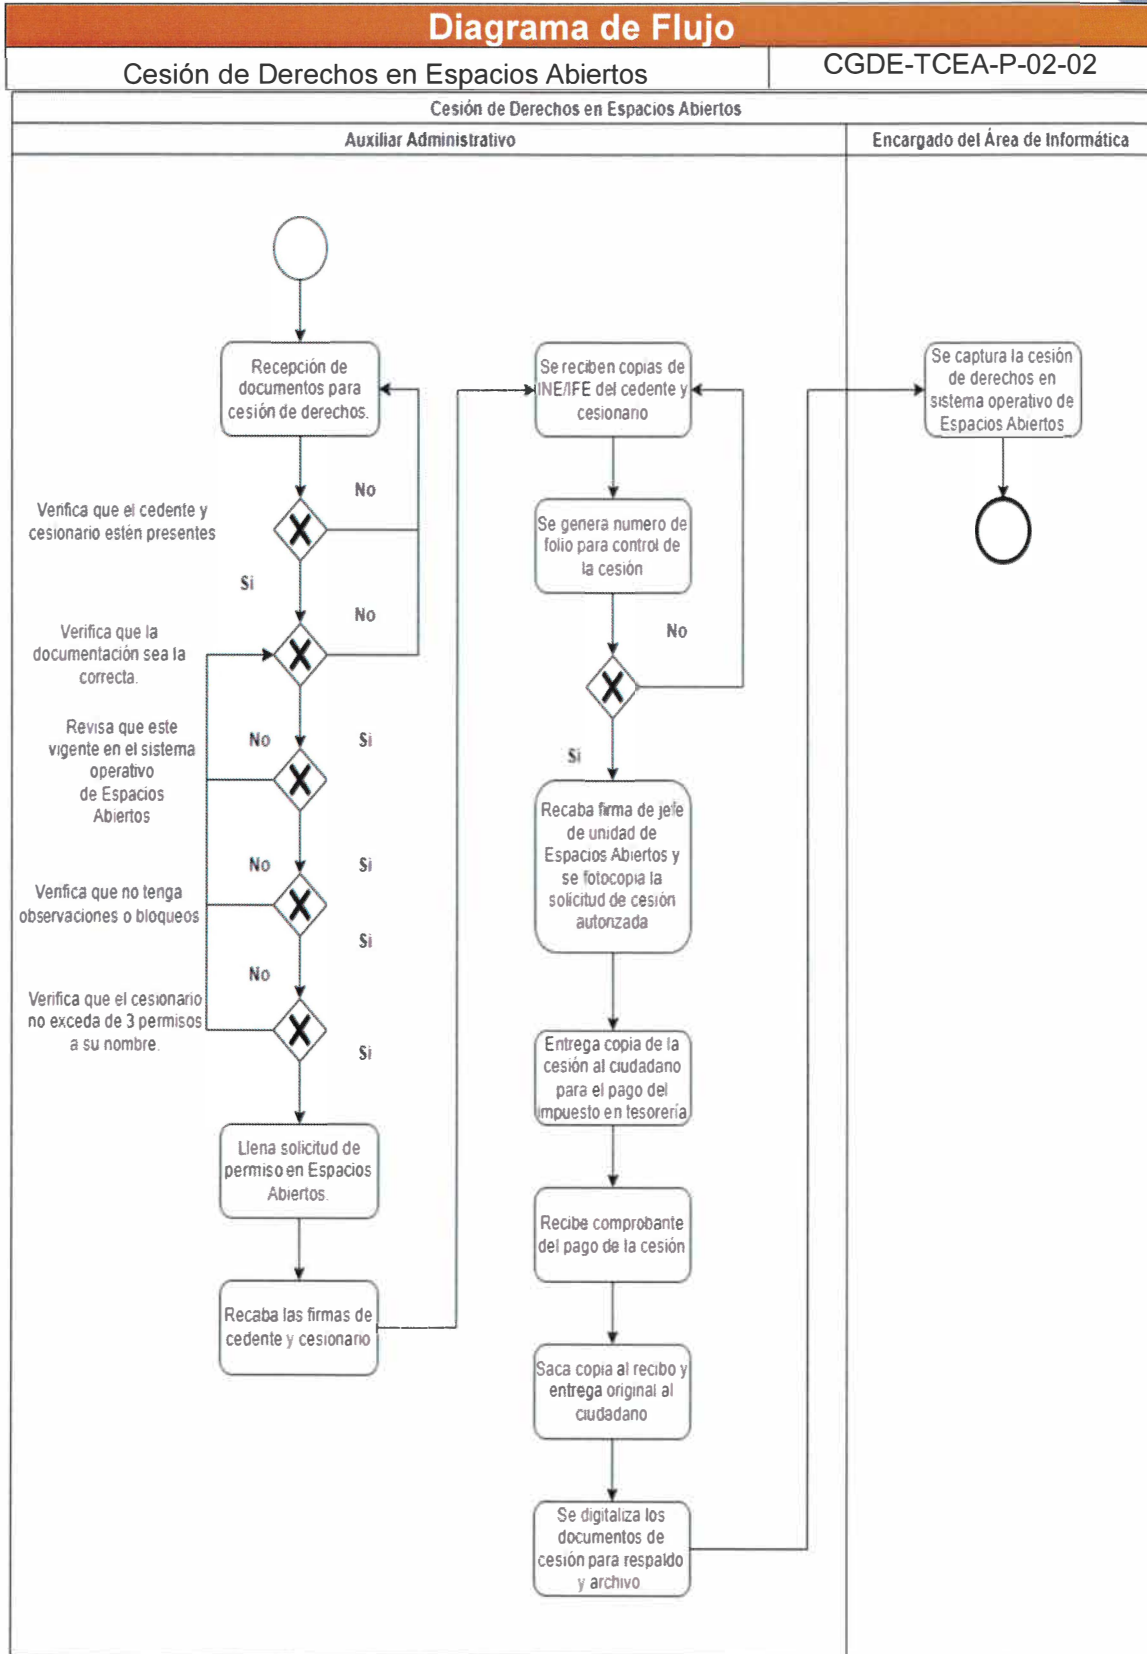 Diagrama de Flujo
Cesión de Derechos en Espacios Abiertos
CGDE-TCEA-P-02-02
Cesión de Derechos en Espacios Abiertos
Auxiliar Administrativo
Encargado del Área de Informática
Recepción de
documentos para
cesión de derechos.
No
Verifica que el cedente y
cesionario estén presentes
Si
No
Verifica que la
documentación sea la
correcta.
Revisa que este
vigente en el sistema
operativo
de Espacios
Abiertos
No
Si
No
Si
Verifica que no tenga
observaciones o bloqueos
Si
No
Verifica que el cesionario
no exceda de 3 permisos
a su nombre.
Si
Llena solicitud de
permiso en Espacios
Abiertos.
Recaba las firmas de
cedente y cesionario
Se reciben copias de
INE/IFE del cedente y
cesionario
Se genera numero de
folio para control de
la cesión
No
Si
Recaba firma de jefe
de unidad de
Espacios Abiertos y
se fotocopia la
solicitud de cesión
autorizada
Entrega copia de la
cesión al ciudadano
para el pago del
impuesto en tesorería
Recibe comprobante
del pago de la cesión
Saca copia al recibo y
entrega original al
ciudadano
Se digitaliza los
documentos de
cesión para respaldo
y archivo
Se captura la cesión
de derechos en
sistema operativo de
Espacios Abiertos